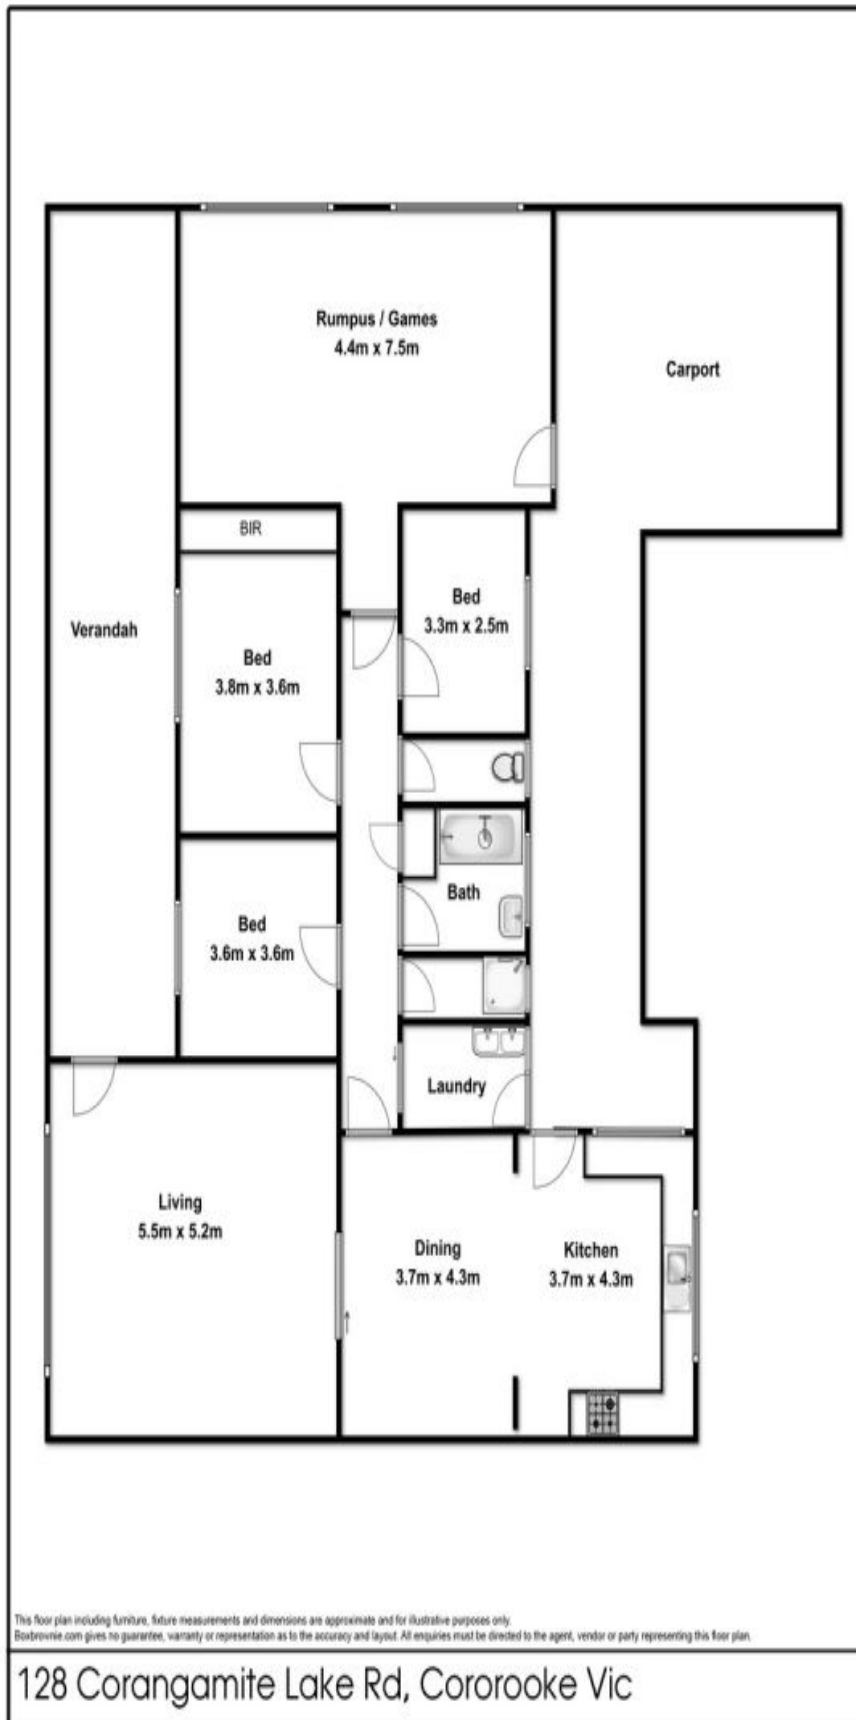 Rumpus / Games
4.4m x 7.5m
Carport
BIR
Verandah
Bed
3.3m x 2.5m
Bed
3.8m x 3.6m
Bath
Bed
3.6m x 3.6m
Laundry
Living
5.5m x 5.2m
Dining
3.7m x 4.3m
Kitchen
3.7m x 4.3m
This floor plan including furniture, fixture measurements and dimensions are approximate and for illustrative purposes only.
Boxbrownie.com gives no guarantee, warranty or representation as to the accuracy and layout. All enquiries must be directed to the agent, vendor or party representing this floor plan.
128 Corangamite Lake Rd, Cororooke Vic